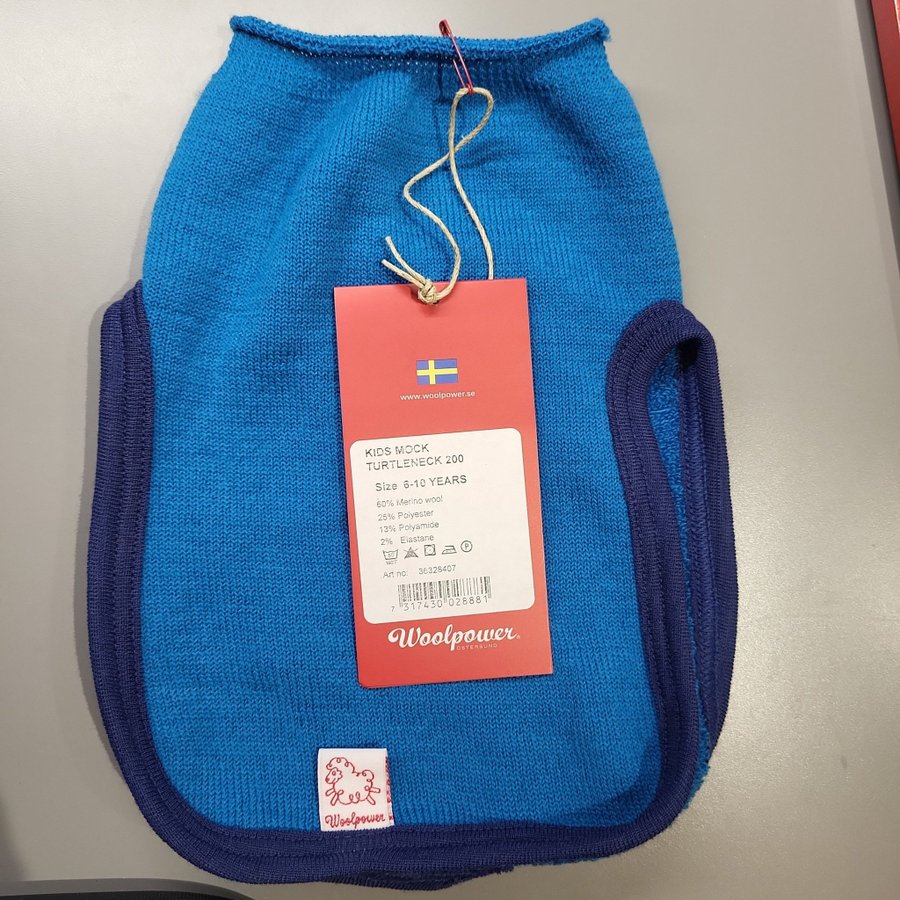 www.woolpower.se
KIDS MOCK
TURTLENECK 200
Size 6-10 YEARS
60% Merino wool
25% Polyester
13% Polyamide
2% Elastane
Art no: 36328407
7 317430 028881
Woolpower®
ÖSTERSUND
Woolpower